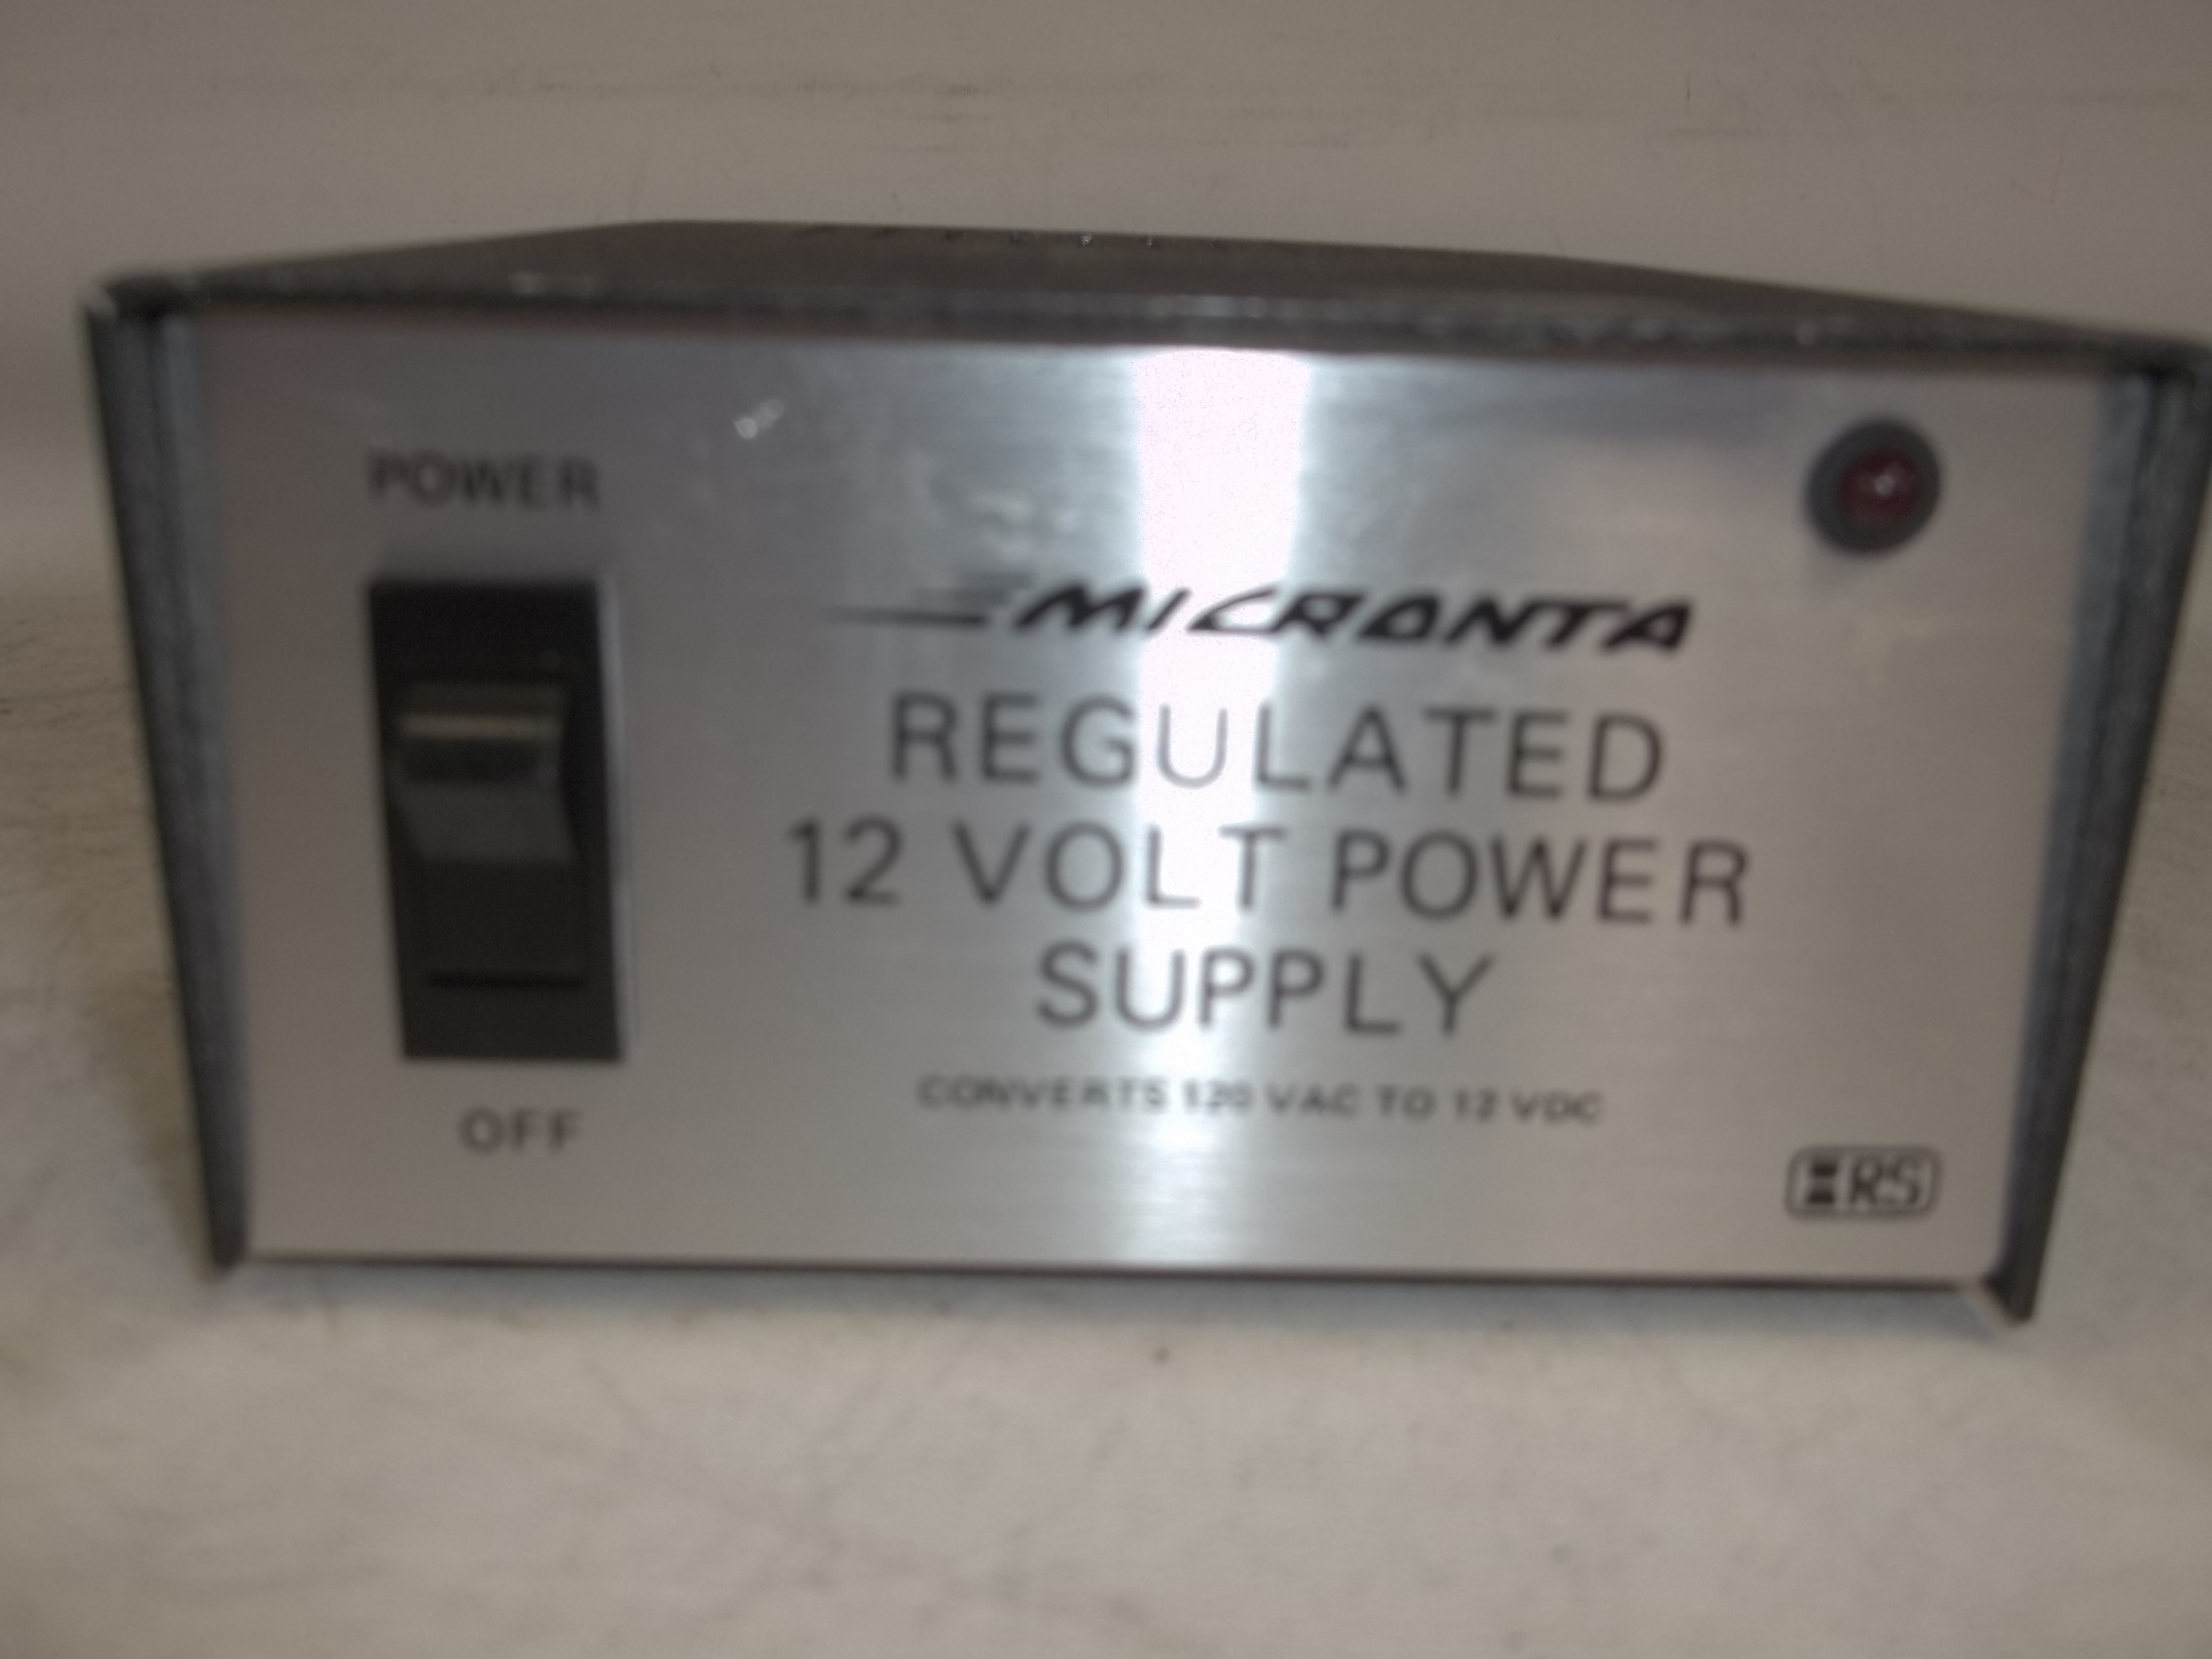 POWER
MICRONTA
REGULATED
12 VOLT POWER
SUPPLY
CONVERTS 120 VAC TO 12 VDC
OFF
RS